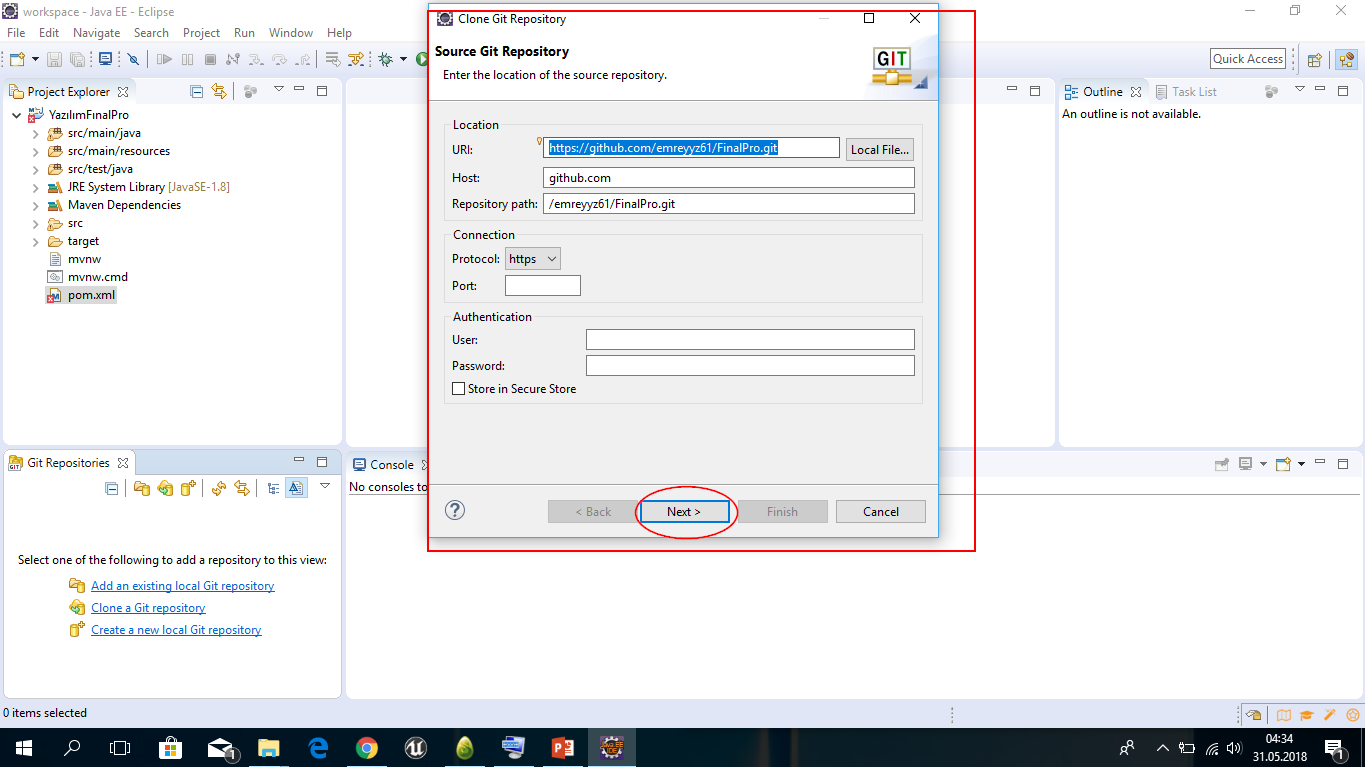 workspace - Java EE - Eclipse
File Edit Navigate Search Project Run Window Help
Quick Access
Project Explorer
YazılımFinalPro
src/main/java
src/main/resources
src/test/java
JRE System Library [JavaSE-1.8]
Maven Dependencies
src
target
mvnw
mvnw.cmd
pom.xml
Clone Git Repository
Source Git Repository
Enter the location of the source repository.
GIT
Location
URI: https://github.com/emreyyz61/FinalPro.git Local File...
Host: github.com
Repository path: /emreyyz61/FinalPro.git
Connection
Protocol: https
Port:
Authentication
User:
Password:
Store in Secure Store
< Back Next > Finish Cancel
Outline Task List
An outline is not available.
Git Repositories
Select one of the following to add a repository to this view:
Add an existing local Git repository
Clone a Git repository
Create a new local Git repository
Console
No consoles to
0 items selected
04:34
31.05.2018